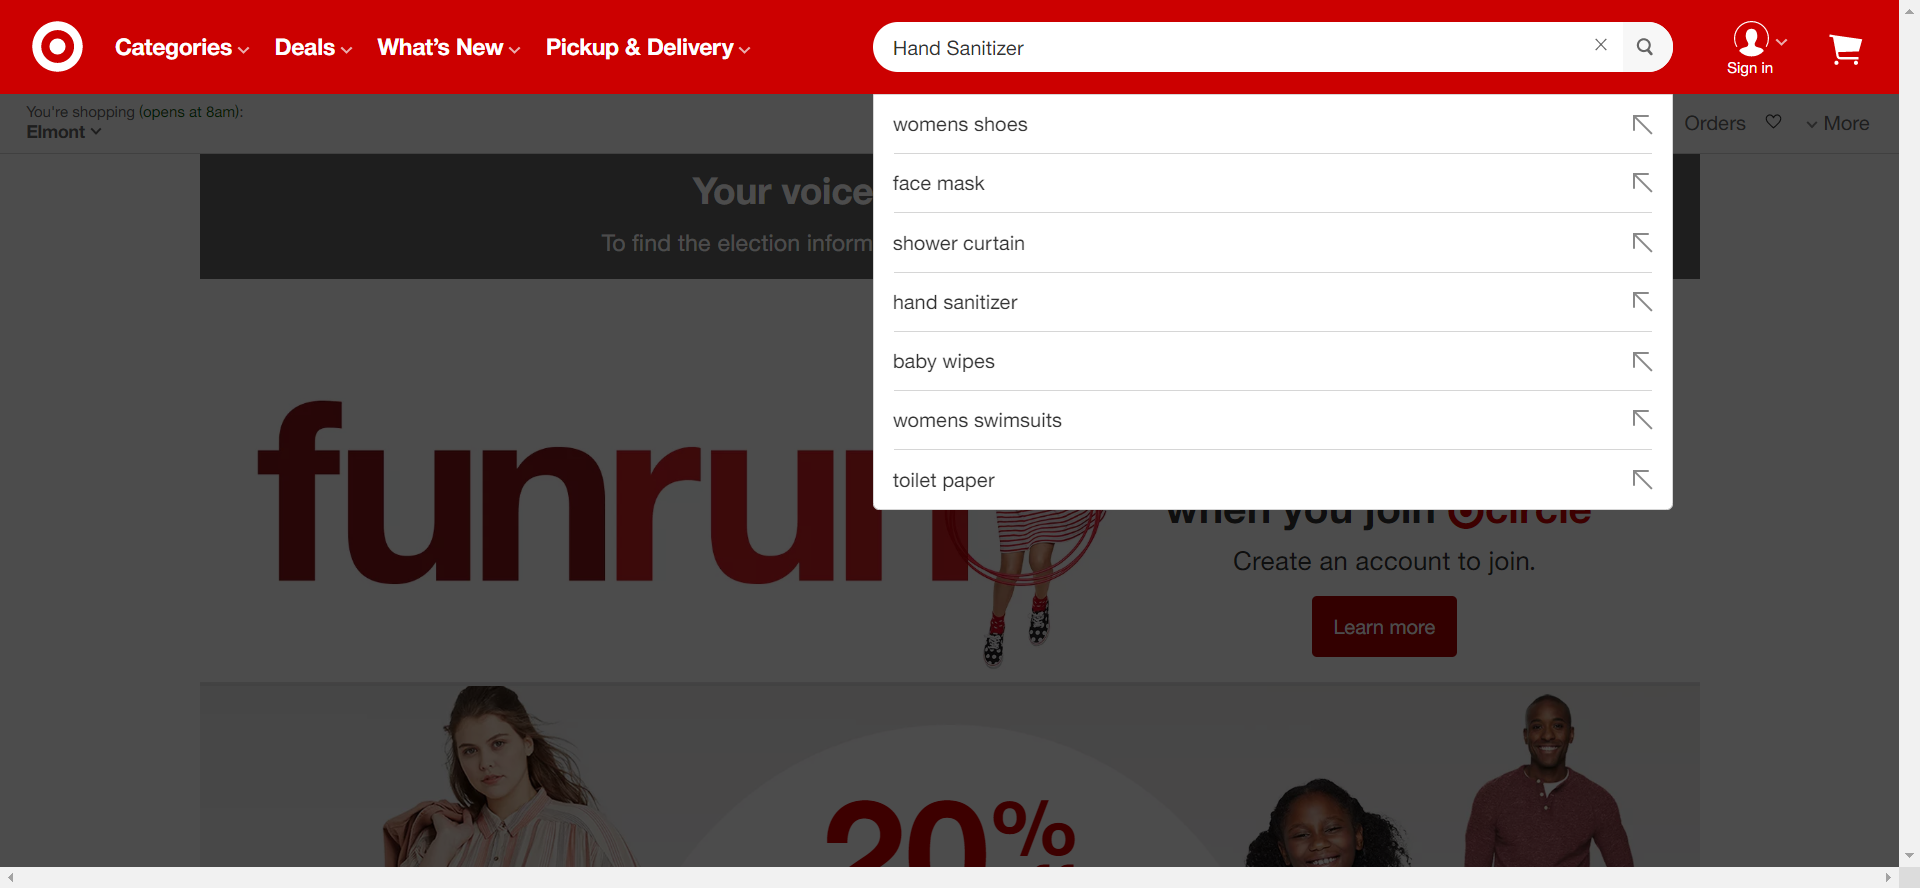 Categories Deals What's New Pickup & Delivery
Hand Sanitizer
Sign in
You're shopping (opens at 8am):
Elmont
Orders
More
womens shoes
face mask
shower curtain
hand sanitizer
baby wipes
womens swimsuits
toilet paper
Your voice
To find the election inform
funrun
when you join circle
Create an account to join.
Learn more
20%